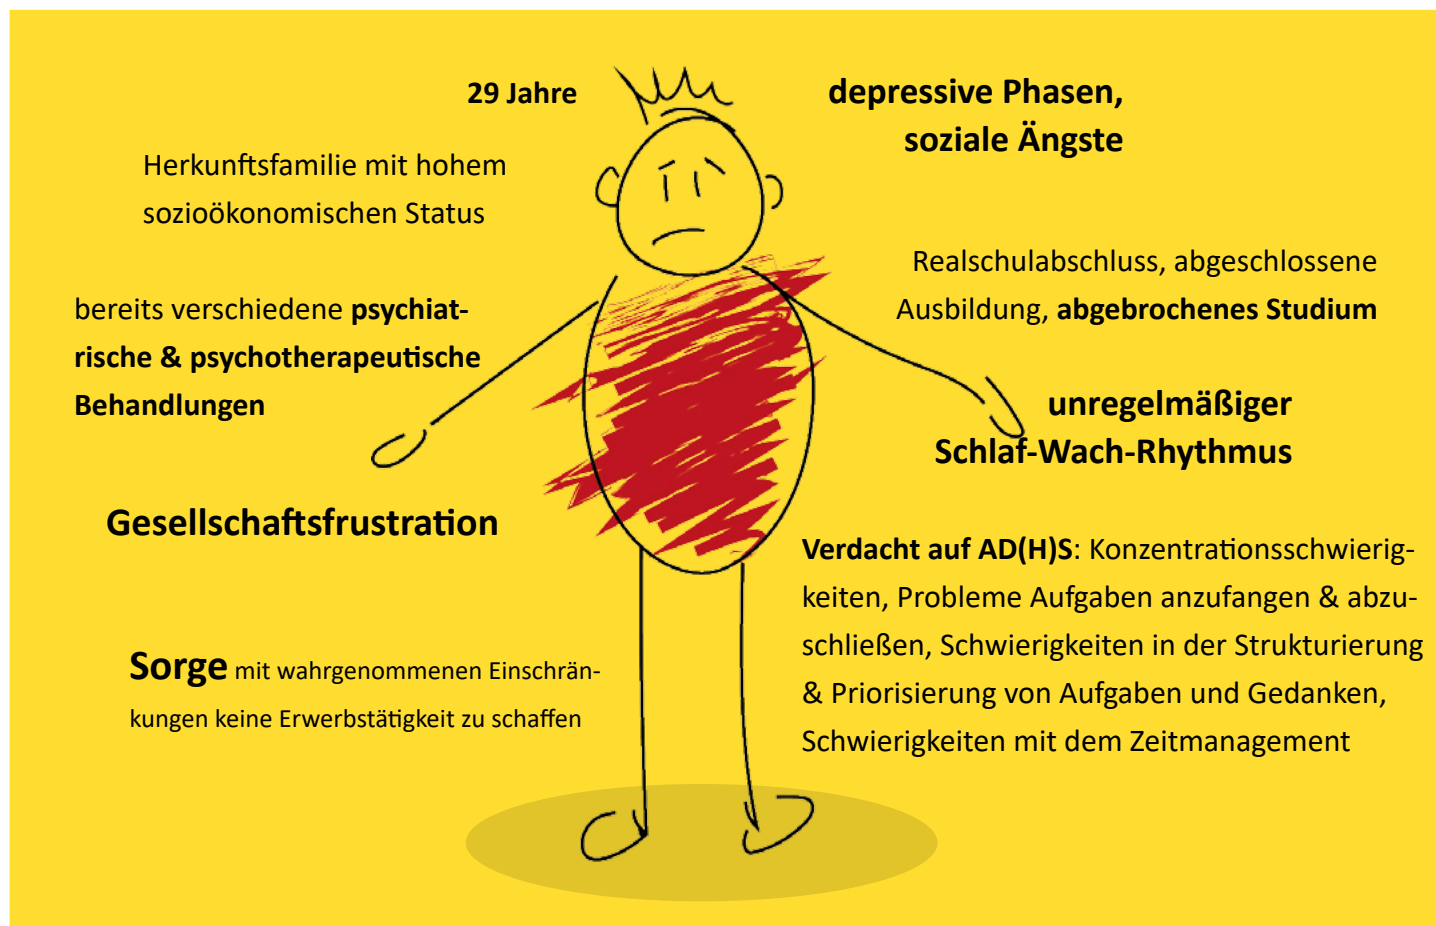 29 Jahre
depressive Phasen,
soziale Ängste
Herkunftsfamilie mit hohem
sozioökonomischen Status
Realschulabschluss, abgeschlossene
Ausbildung, abgebrochenes Studium
bereits verschiedene psychiat-
rische & psychotherapeutische
Behandlungen
unregelmäßiger
Schlaf-Wach-Rhythmus
Gesellschaftsfrustration
Verdacht auf AD(H)S: Konzentrationsschwierig-
keiten, Probleme Aufgaben anzufangen & abzu-
schließen, Schwierigkeiten in der Strukturierung
& Priorisierung von Aufgaben und Gedanken,
Schwierigkeiten mit dem Zeitmanagement
Sorge mit wahrgenommenen Einschrän-
kungen keine Erwerbstätigkeit zu schaffen